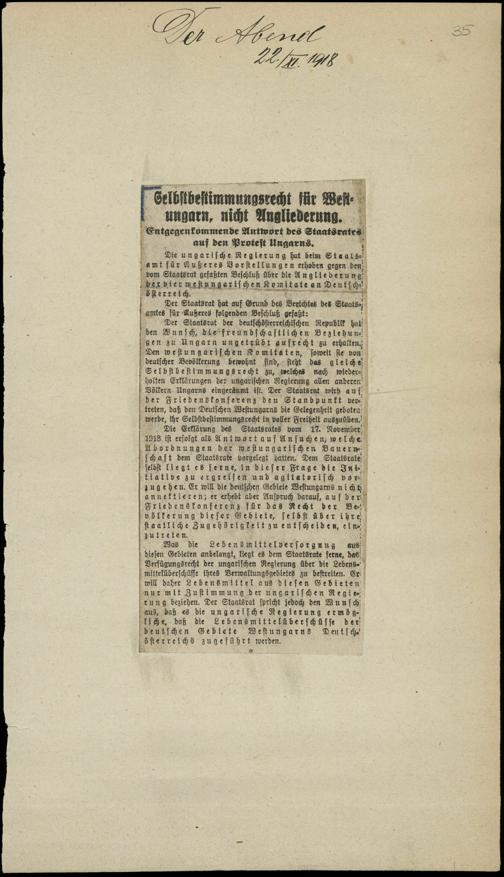 Der Abend
22./XI. 1918
35
Selbstbestimmungsrecht für West-
ungarn, nicht Angliederung.
Entgegenkommende Antwort des Staatsrates
auf den Protest Ungarns.
Die ungarische Regierung hat beim Staats-
amt für Äußeres Vorstellungen erhoben gegen den
vom Staatsrat gefaßten Beschluß über die Angliederung
der vier westungarischen Komitate an Deutsch-
österreich.
Der Staatsrat hat auf Grund des Berichtes des Staats-
amtes für Äußeres folgenden Beschluß gefaßt:
Der Staatsrat der deutschösterreichischen Republik hat
den Wunsch, die freundschaftlichen Beziehun-
gen zu Ungarn ungetrübt aufrecht zu erhalten.
Den westungarischen Komitaten, soweit sie von
deutscher Bevölkerung bewohnt sind, steht das gleiche
Selbstbestimmungsrecht zu, welches nach wieder-
holten Erklärungen der ungarischen Regierung allen anderen
Völkern Ungarns eingeräumt ist. Der Staatsrat wird auf
der Friedenskonferenz den Standpunkt ver-
treten, daß den Deutschen Westungarns die Gelegenheit geboten
werde, ihr Selbstbestimmungsrecht in voller Freiheit auszuüben.
Die Erklärung des Staatsrates vom 17. November
1918 ist erfolgt als Antwort auf Ansuchen, welche
Abordnungen der westungarischen Bauern-
schaft dem Staatsrate vorgelegt hatten. Dem Staatsrate
selbst liegt es ferne, in dieser Frage die Ini-
tiative zu ergreifen und agitatorisch vor-
zugehen. Er will die deutschen Gebiete Westungarns nicht
annektieren; er erhebt aber Anspruch darauf, auf der
Friedenskonferenz für das Recht der Be-
völkerung dieser Gebiete, selbst über ihre
staatliche Zugehörigkeit zu entscheiden, ein-
zutreten.
Was die Lebensmittelversorgung aus
diesen Gebieten anbelangt, liegt es dem Staatsrate ferne, das
Verfügungsrecht der ungarischen Regierung über die Lebens-
mittelüberschüsse ihres Verwaltungsgebietes zu bestreiten. Er
will daher Lebensmittel aus diesen Gebieten
nur mit Zustimmung der ungarischen Regie-
rung beziehen. Der Staatsrat spricht jedoch den Wunsch
aus, daß es die ungarische Regierung ermög-
liche, daß die Lebensmittelüberschüsse der
deutschen Gebiete Westungarns Deutsch-
österreichs zugeführt werden.